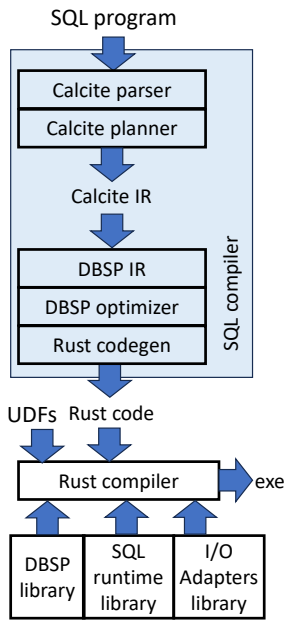 SQL program
Calcite parser
Calcite planner
Calcite IR
DBSP IR
DBSP optimizer
Rust codegen
SQL compiler
UDFs
Rust code
Rust compiler
exe
DBSP
library
SQL
runtime
library
I/O
Adapters
library